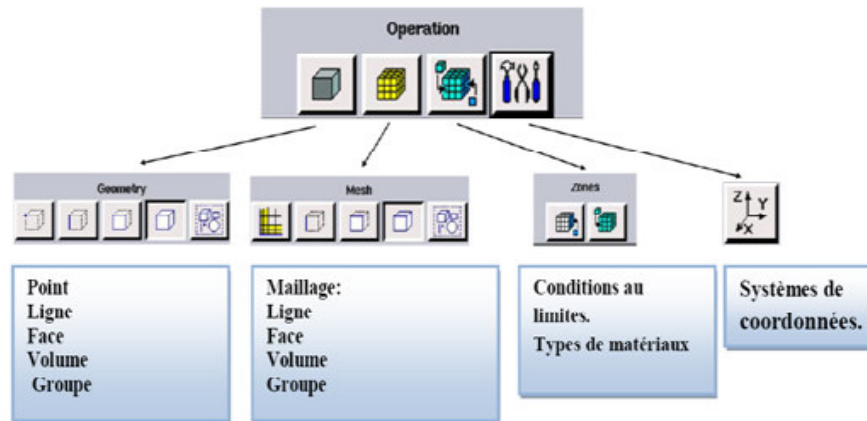 Operation
Geometry
Mesh
Zones
Z
Y
X
Point
Ligne
Face
Volume
Groupe
Maillage:
Ligne
Face
Volume
Groupe
Conditions au
limites.
Types de matériaux
Systèmes de
coordonnées.